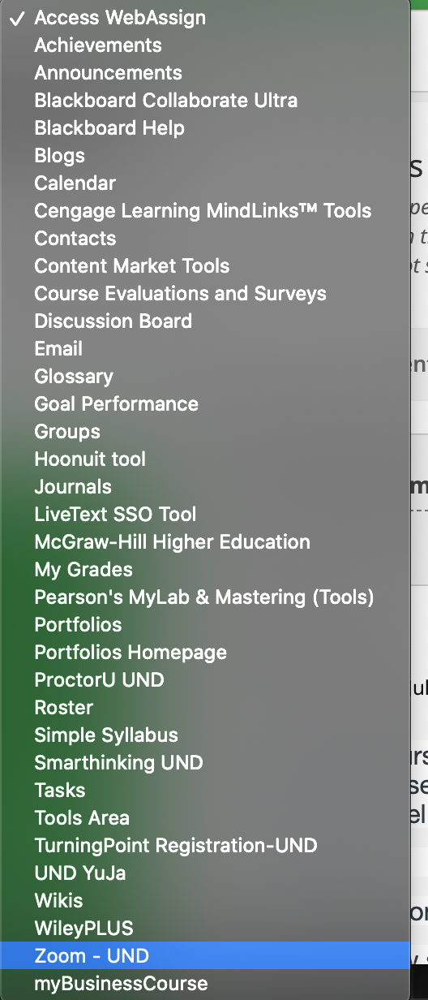 ✓ Access WebAssign
Achievements
Announcements
Blackboard Collaborate Ultra
Blackboard Help
Blogs
Calendar
Cengage Learning MindLinks™ Tools
Contacts
Content Market Tools
Course Evaluations and Surveys
Discussion Board
Email
Glossary
Goal Performance
Groups
Hoonuit tool
Journals
LiveText SSO Tool
McGraw-Hill Higher Education
My Grades
Pearson's MyLab & Mastering (Tools)
Portfolios
Portfolios Homepage
ProctorU UND
Roster
Simple Syllabus
Smarthinking UND
Tasks
Tools Area
TurningPoint Registration-UND
UND YuJa
Wikis
WileyPLUS
Zoom - UND
myBusinessCourse